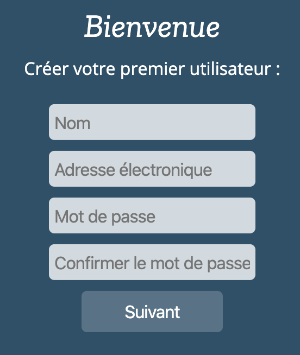 Bienvenue
Créer votre premier utilisateur :
Nom
Adresse électronique
Mot de passe
Confirmer le mot de passe
Suivant